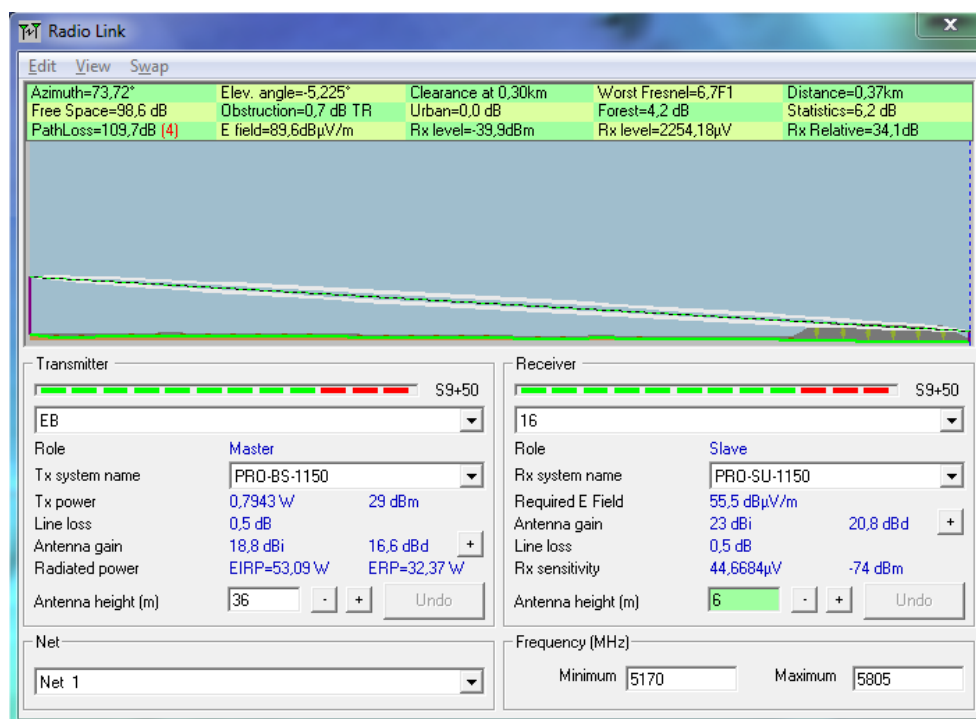 Radio Link
x
Edit View Swap
Azimuth=73,72° Elev. angle=-5,225° Clearance at 0,30km Worst Fresnel=6,7F1 Distance=0,37km
Free Space=98,6 dB Obstruction=0,7 dB TR Urban=0,0 dB Forest=4,2 dB Statistics=6,2 dB
PathLoss=109,7dB (4) E field=89,6dBµV/m Rx level=-39,9dBm Rx level=2254,18µV Rx Relative=34,1dB
Transmitter
S9+50
EB
Role Master
Tx system name PRO-BS-1150
Tx power 0,7943 W 29 dBm
Line loss 0,5 dB
Antenna gain 18,8 dBi 16,6 dBd +
Radiated power EIRP=53,09 W ERP=32,37 W
Antenna height (m) 36 - + Undo
Net
Net 1
Receiver
S9+50
16
Role Slave
Rx system name PRO-SU-1150
Required E Field 55,5 dBµV/m
Antenna gain 23 dBi 20,8 dBd +
Line loss 0,5 dB
Rx sensitivity 44,6684µV -74 dBm
Antenna height (m) 6 - + Undo
Frequency (MHz)
Minimum 5170 Maximum 5805